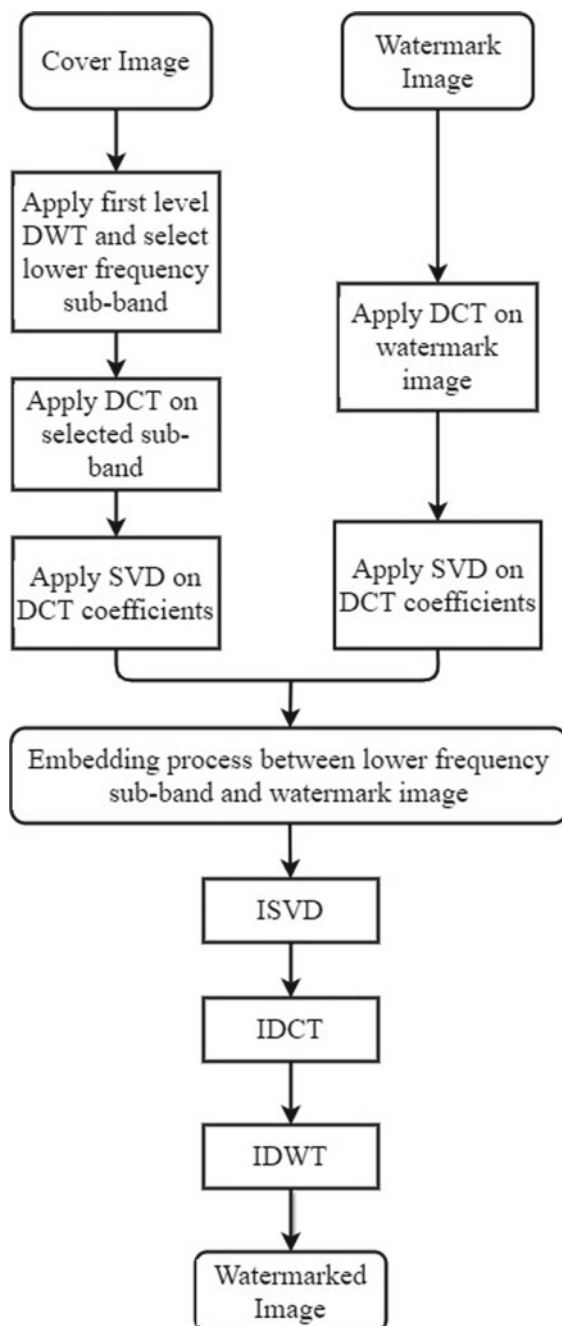 Cover Image
Watermark
Image
Apply first level
DWT and select
lower frequency
sub-band
Apply DCT on
watermark
image
Apply DCT on
selected sub-
band
Apply SVD on
DCT coefficients
Apply SVD on
DCT coefficients
Embedding process between lower frequency
sub-band and watermark image
ISVD
IDCT
IDWT
Watermarked
Image